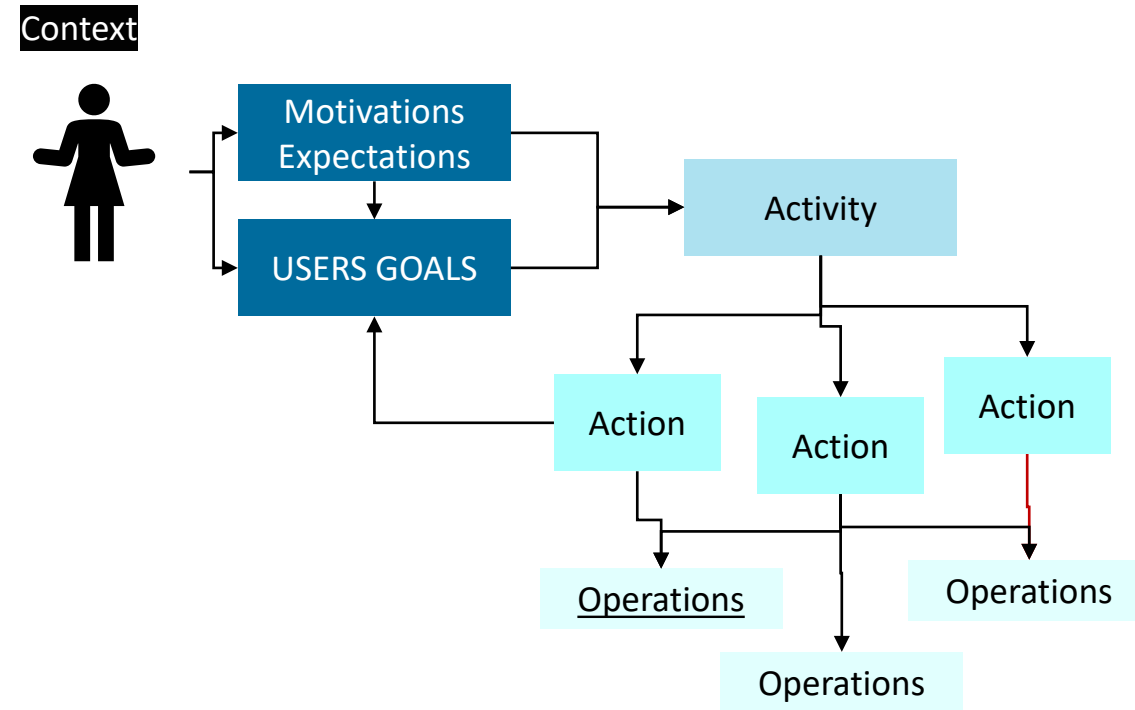 Context
Motivations
Expectations
USERS GOALS
Activity
Action
Action
Action
Operations
Operations
Operations